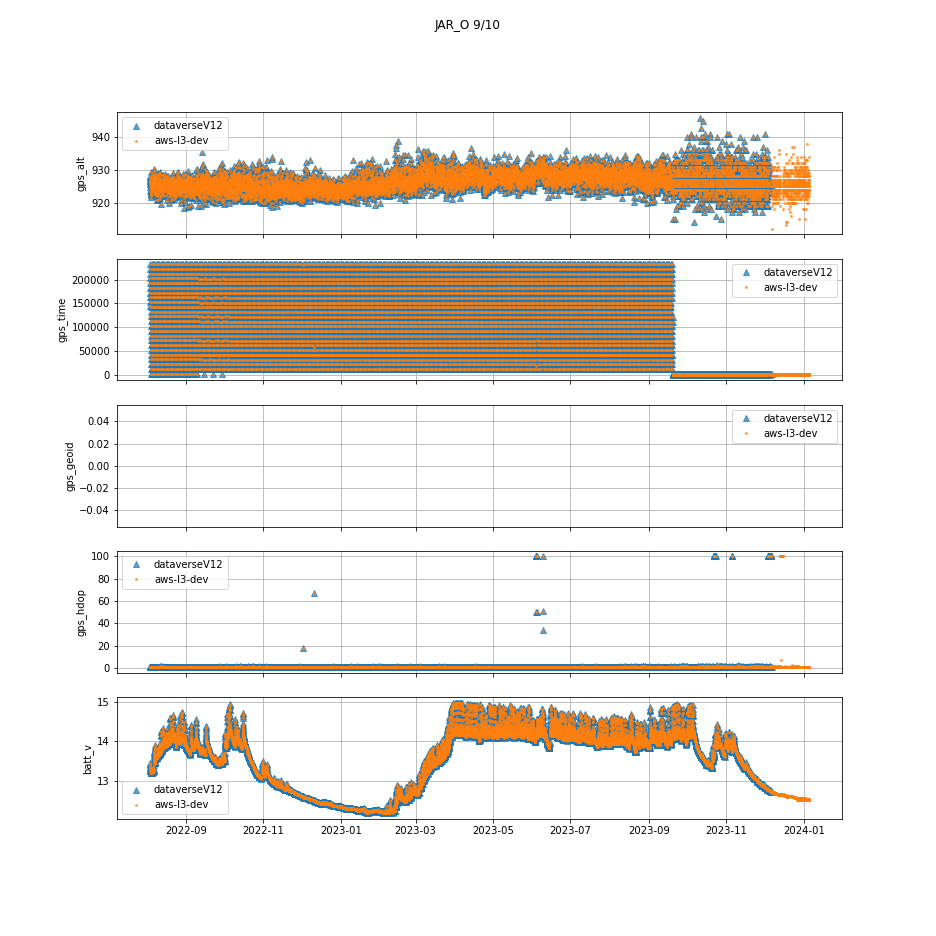 JAR_O 9/10
gps_alt
940
930
920
dataverseV12
aws-l3-dev
gps_time
200000
150000
100000
50000
0
dataverseV12
aws-l3-dev
gps_geoid
0.04
0.02
0.00
−0.02
−0.04
dataverseV12
aws-l3-dev
gps_hdop
100
80
60
40
20
0
dataverseV12
aws-l3-dev
batt_v
15
14
13
dataverseV12
aws-l3-dev
2022-09 2022-11 2023-01 2023-03 2023-05 2023-07 2023-09 2023-11 2024-01